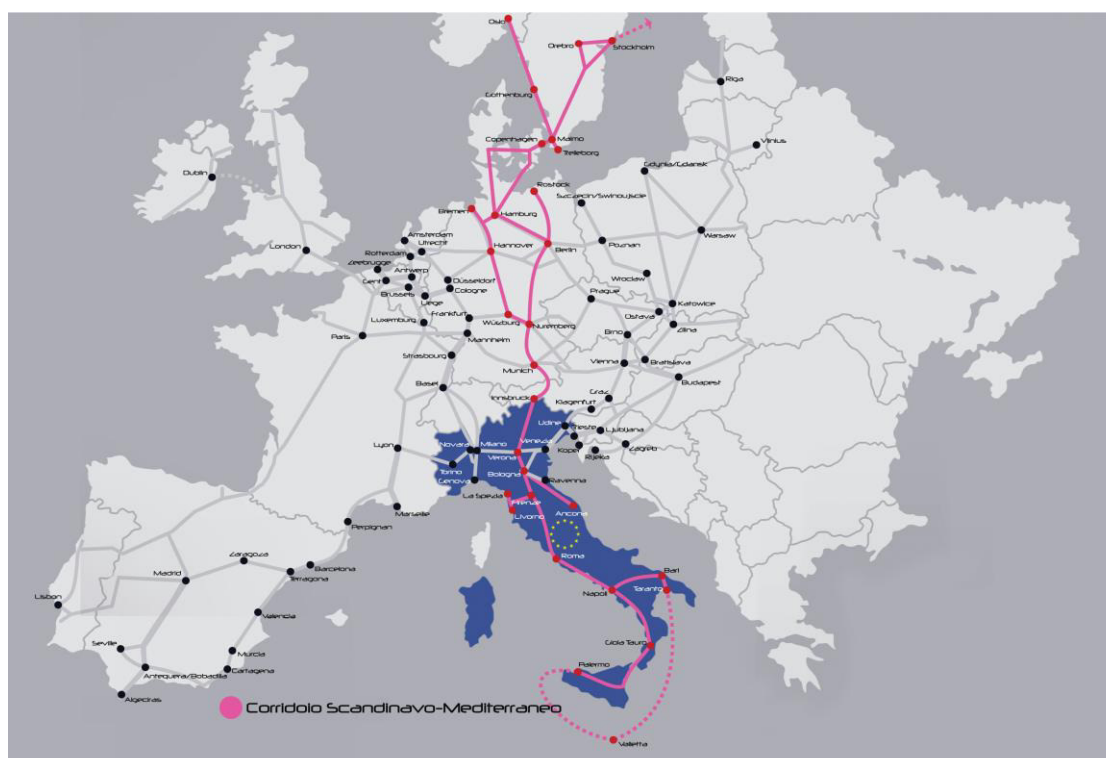 Oslo
Orebro
Stockholm
Riga
Gothenburg
Copenhagen
Malmo
Trelleborg
Vilnius
Gdynia/Gdansk
Dublin
Rostock
Szczecin/Swinoujscie
Bremen
Hamburg
London
Amsterdam
Utrecht
Hannover
Berlin
Poznan
Warsaw
Rotterdam
Zeebrugge
Antwerp
Gent
Düsseldorf
Cologne
Wroclaw
Brussels
Liege
Prague
Katowice
Luxemburg
Frankfurt
Würzburg
Nuremberg
Ostava
Zilina
Paris
Mannheim
Brno
Strasbourg
Munich
Vienna
Bratislava
Basel
Budapest
Innsbruck
Klagenfurt
Graz
Udine
Trieste
Ljubljana
Lyon
Novara
Milano
Venezia
Verona
Koper
Rijeka
Zagreb
Torino
Genova
Bologna
Ravenna
La Spezia
Firenze
Livorno
Ancona
Marseille
Perpignan
Roma
Zaragoza
Barcelona
Madrid
Terragona
Bari
Napoli
Taranto
Lisbon
Valencia
Seville
Murcia
Gioia Tauro
Antequera/Bobadilla
Cartagena
Palermo
Algeciras
Corridoio Scandinavo-Mediterraneo
Valletta